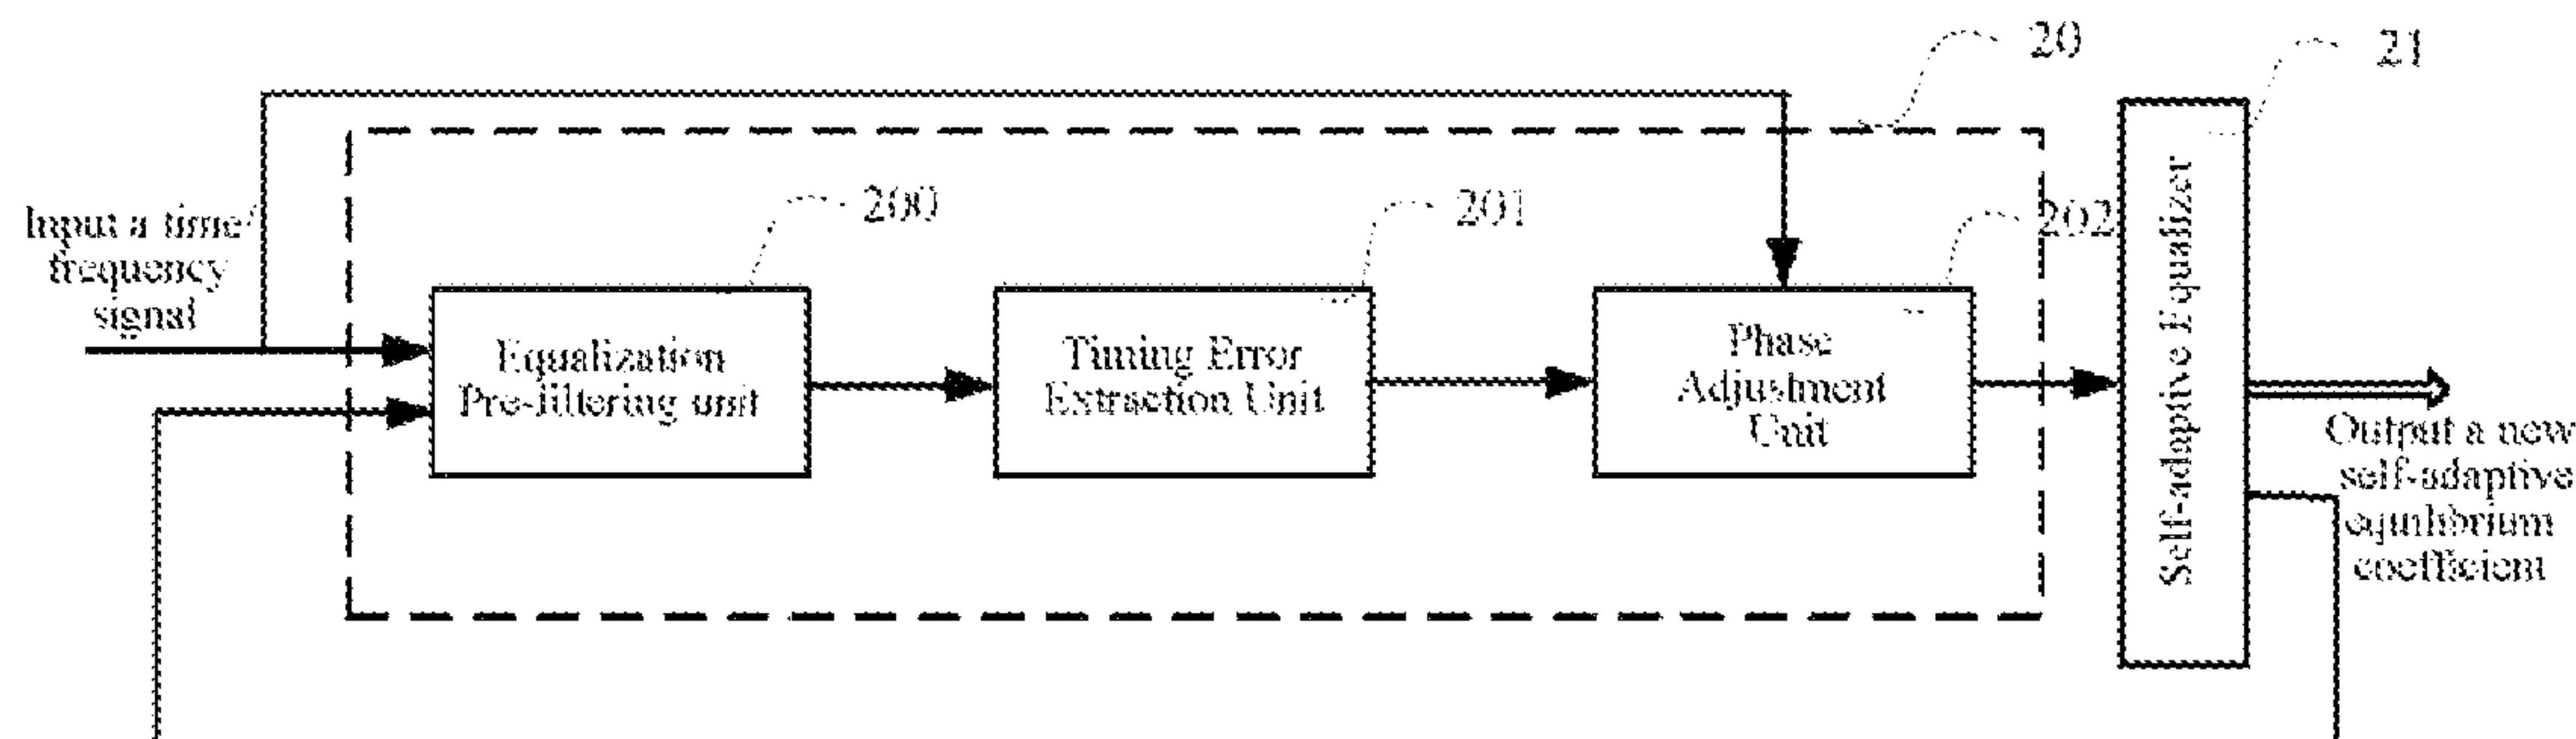 20
21
Input a time
frequency
signal
200
201
202
Equalization
Pre-filtering unit
Timing Error
Extraction Unit
Phase
Adjustment
Unit
Self-adaptive Equalizer
Output a new
self-adaptive
equilibrium
coefficient